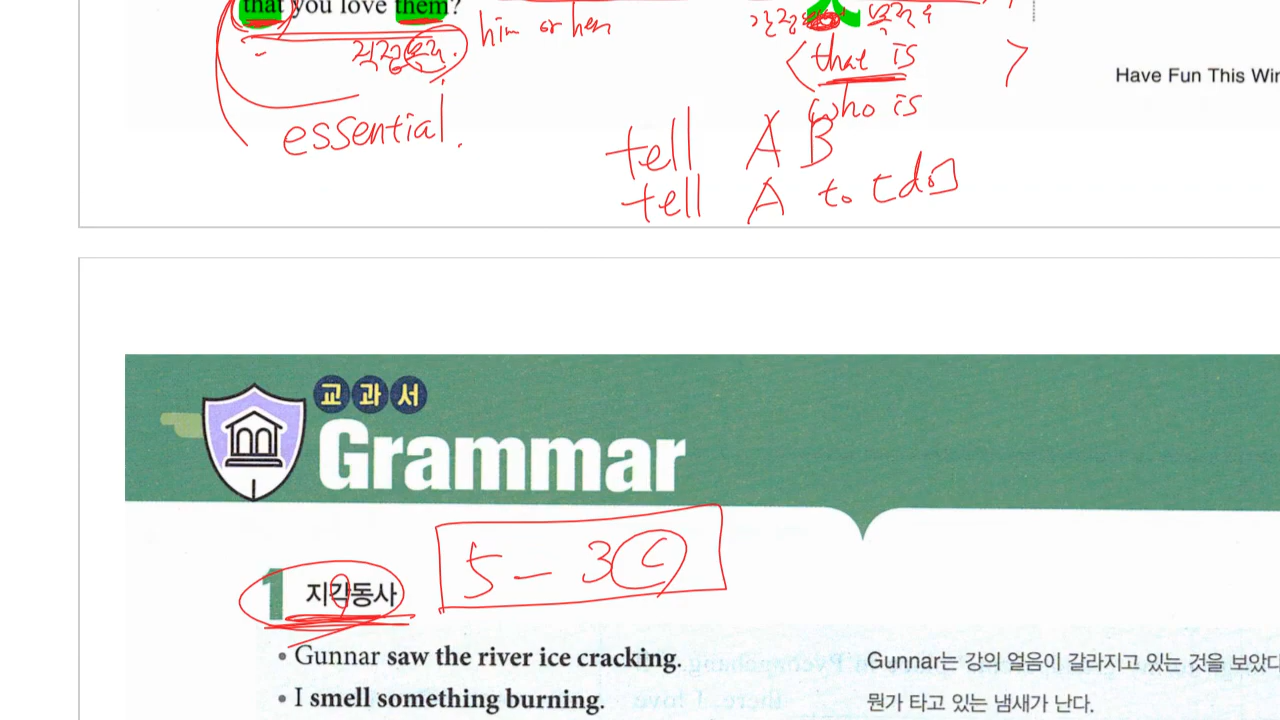 that you love them?
him or her
that is
who is
Have Fun This Win
essential.
tell A B
tell A to [do]
교과서
Grammar
1 지각동사
5 - 3
• Gunnar saw the river ice cracking.
Gunnar는 강의 얼음이 갈라지고 있는 것을 보았다
• I smell something burning.
뭔가 타고 있는 냄새가 난다.